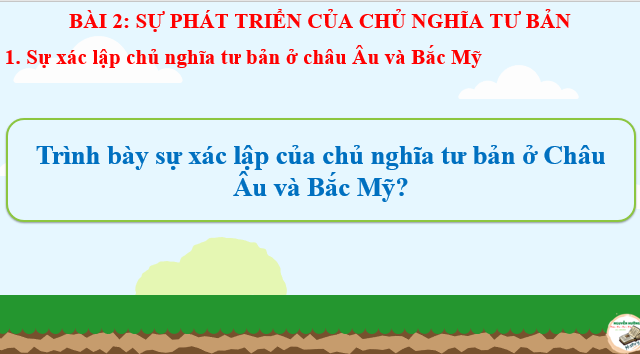 BÀI 2: SỰ PHÁT TRIỂN CỦA CHỦ NGHĨA TƯ BẢN
1. Sự xác lập chủ nghĩa tư bản ở châu Âu và Bắc Mỹ
Trình bày sự xác lập của chủ nghĩa tư bản ở Châu
Âu và Bắc Mỹ?